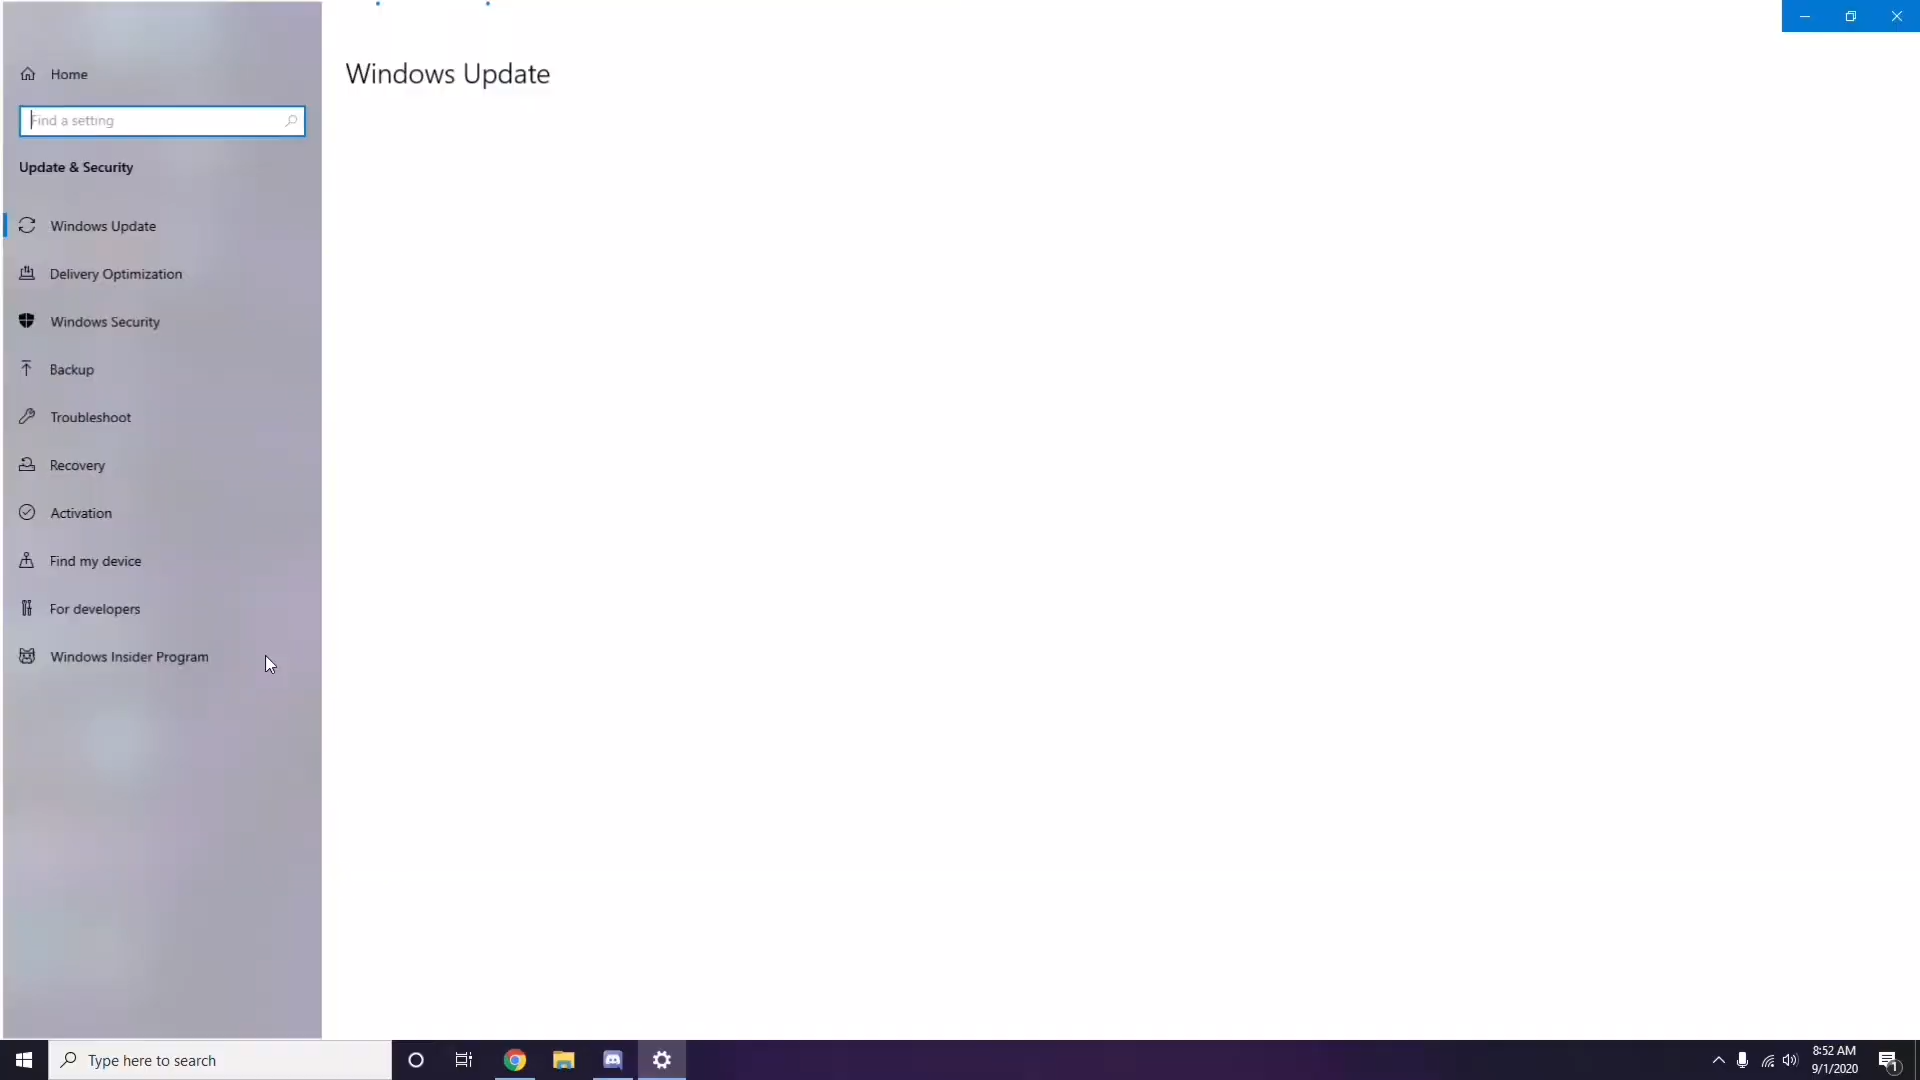 Home
Windows Update
Find a setting
Update & Security
Windows Update
Delivery Optimization
Windows Security
Backup
Troubleshoot
Recovery
Activation
Find my device
For developers
Windows Insider Program
Type here to search
8:52 AM
9/1/2020
1